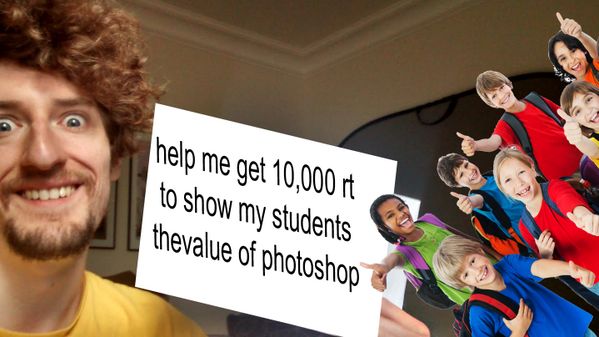 help me get 10,000 rt
to show my students
thevalue of photoshop